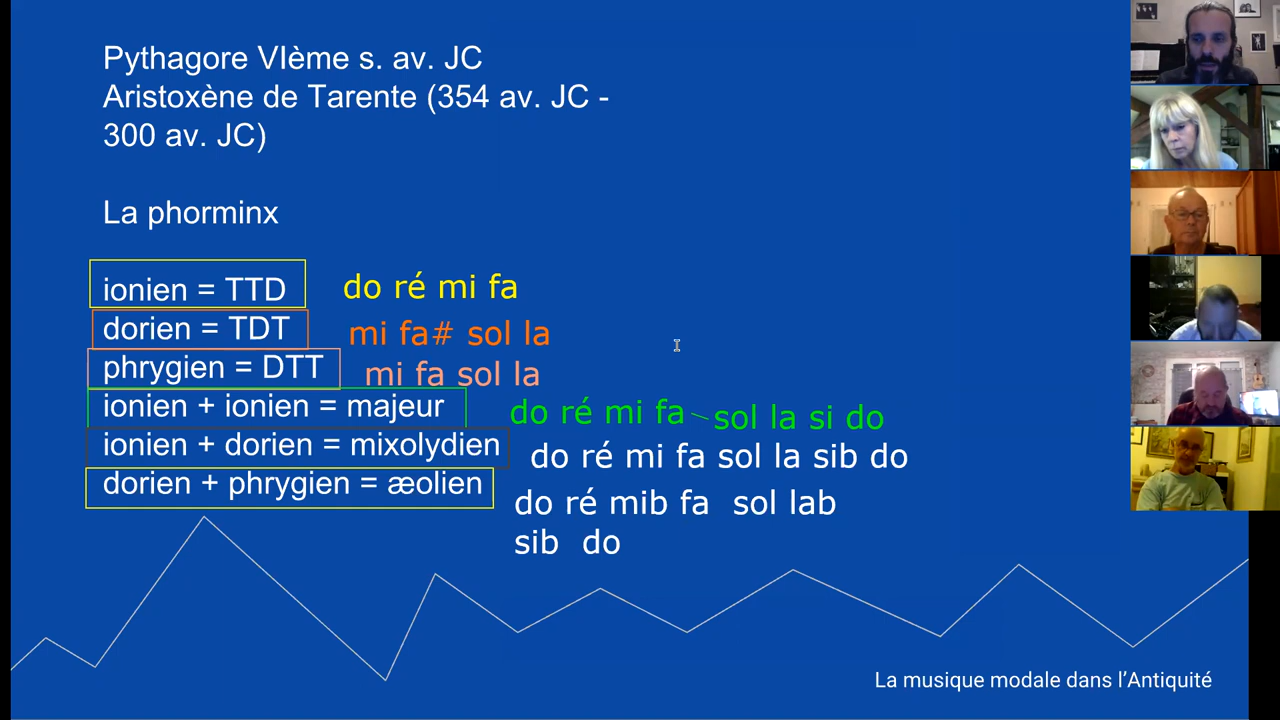 Pythagore VIème s. av. JC
Aristoxène de Tarente (354 av. JC -
300 av. JC)
La phorminx
ionien = TTD do ré mi fa
dorien = TDT mi fa# sol la
phrygien = DTT mi fa sol la
ionien + ionien = majeur do ré mi fa sol la si do
ionien + dorien = mixolydien do ré mi fa sol la sib do
dorien + phrygien = æolien do ré mib fa sol lab
sib do
La musique modale dans l’Antiquité